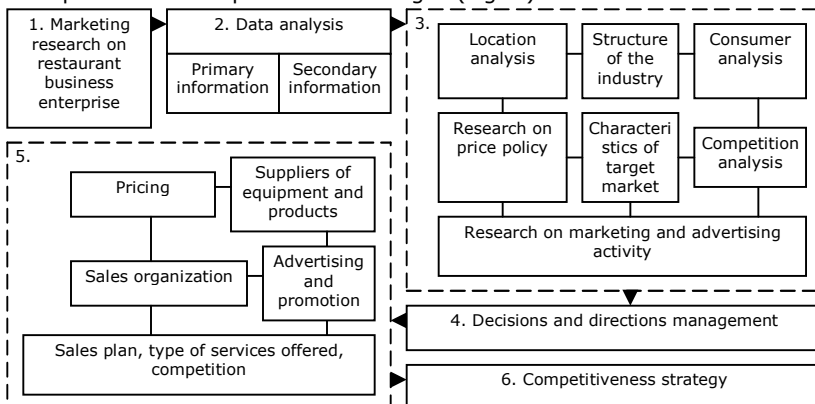 1. Marketing
research on
restaurant
business
enterprise
2. Data analysis
Primary
information
Secondary
information
3.
Location
analysis
Structure
of the
industry
Consumer
analysis
Research on
price policy
Characteri
stics of
target
market
Competition
analysis
Research on marketing and advertising
activity
4. Decisions and directions management
5.
Pricing
Suppliers of
equipment and
products
Sales organization
Advertising
and
promotion
Sales plan, type of services offered,
competition
6. Competitiveness strategy